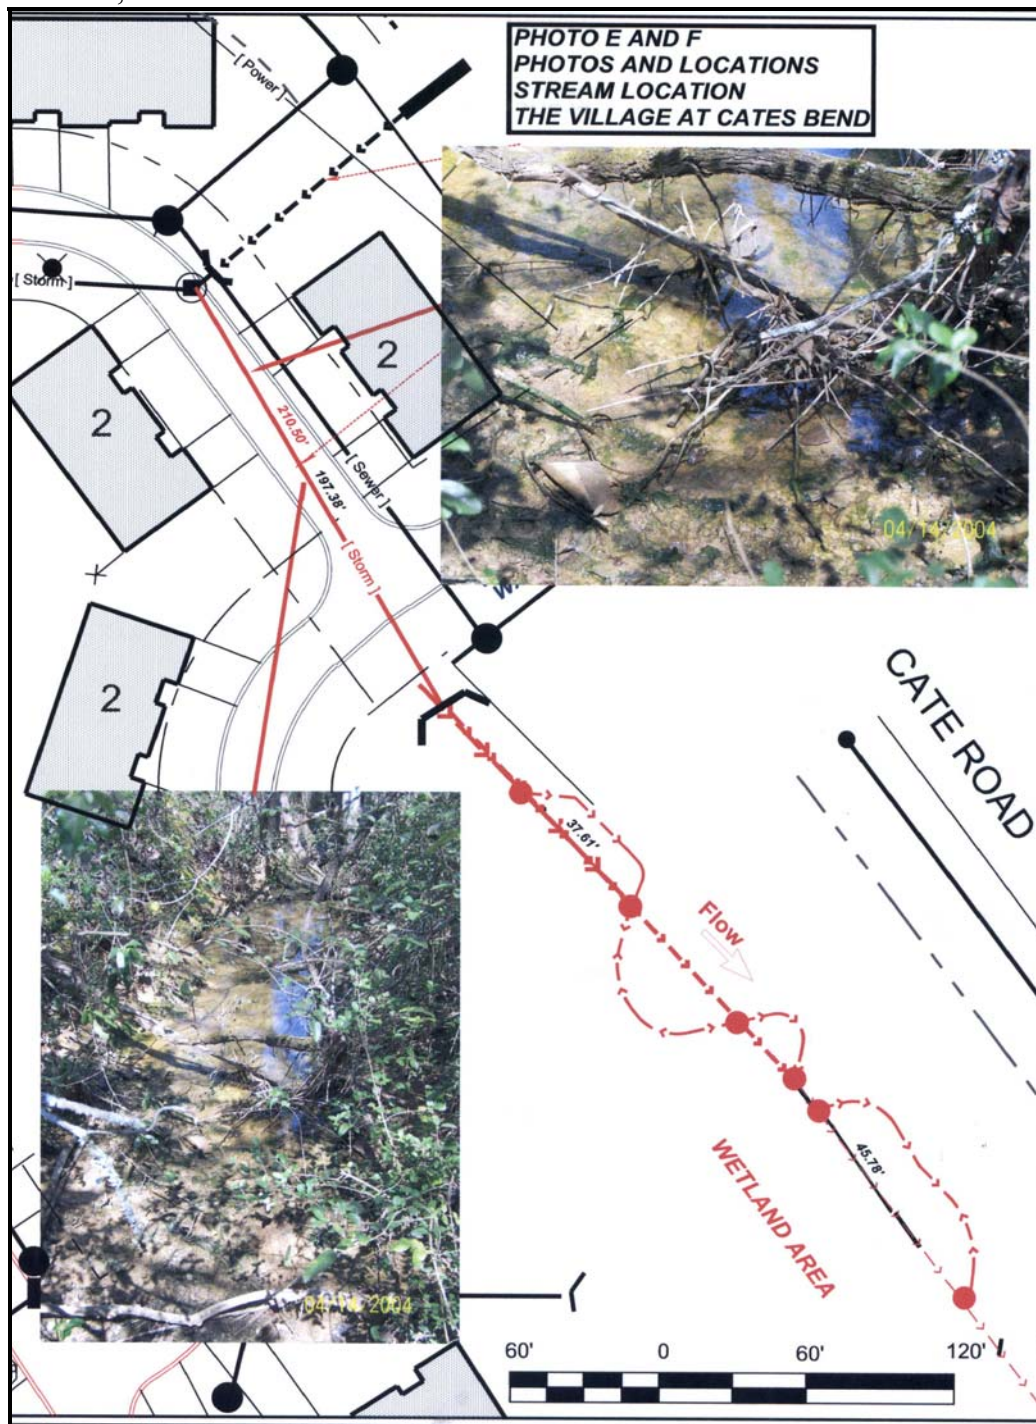 PHOTO E AND F
PHOTOS AND LOCATIONS
STREAM LOCATION
THE VILLAGE AT CATES BEND
[ Power ]
[ Storm ]
2
2
210.50'
197.38'
[ Sewer ]
[ Storm ]
04/14/2004
2
CATE ROAD
37.61'
Flow
45.78'
WETLAND AREA
04/14/2004
60'
0
60'
120'